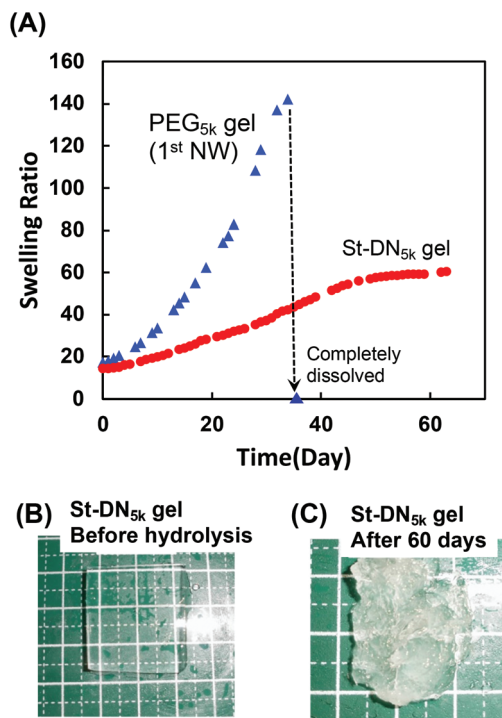 (A)
160
140
120
100
80
60
40
20
0
Swelling Ratio
PEG5k gel
(1st NW)
St-DN5k gel
Completely
dissolved
0 20 40 60
Time(Day)
(B) St-DN5k gel
Before hydrolysis
(C) St-DN5k gel
After 60 days